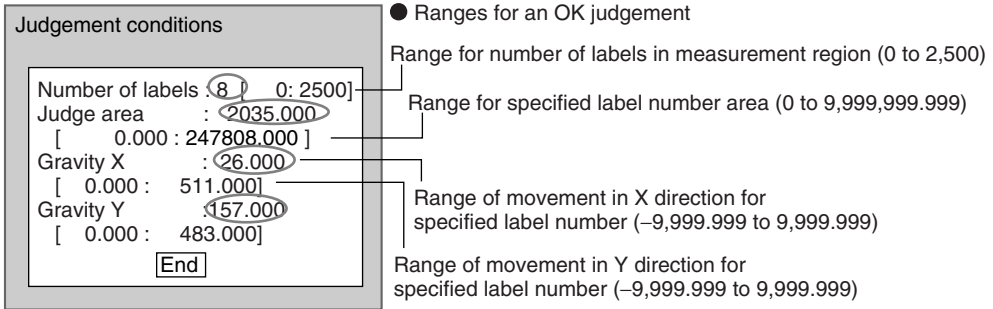 Judgement conditions
Number of labels : 8 [ 0: 2500]
Judge area : 2035.000
[ 0.000 : 247808.000 ]
Gravity X : 26.000
[ 0.000 : 511.000]
Gravity Y :157.000
[ 0.000 : 483.000]
End
● Ranges for an OK judgement
Range for number of labels in measurement region (0 to 2,500)
Range for specified label number area (0 to 9,999,999.999)
Range of movement in X direction for
specified label number (–9,999.999 to 9,999.999)
Range of movement in Y direction for
specified label number (–9,999.999 to 9,999.999)